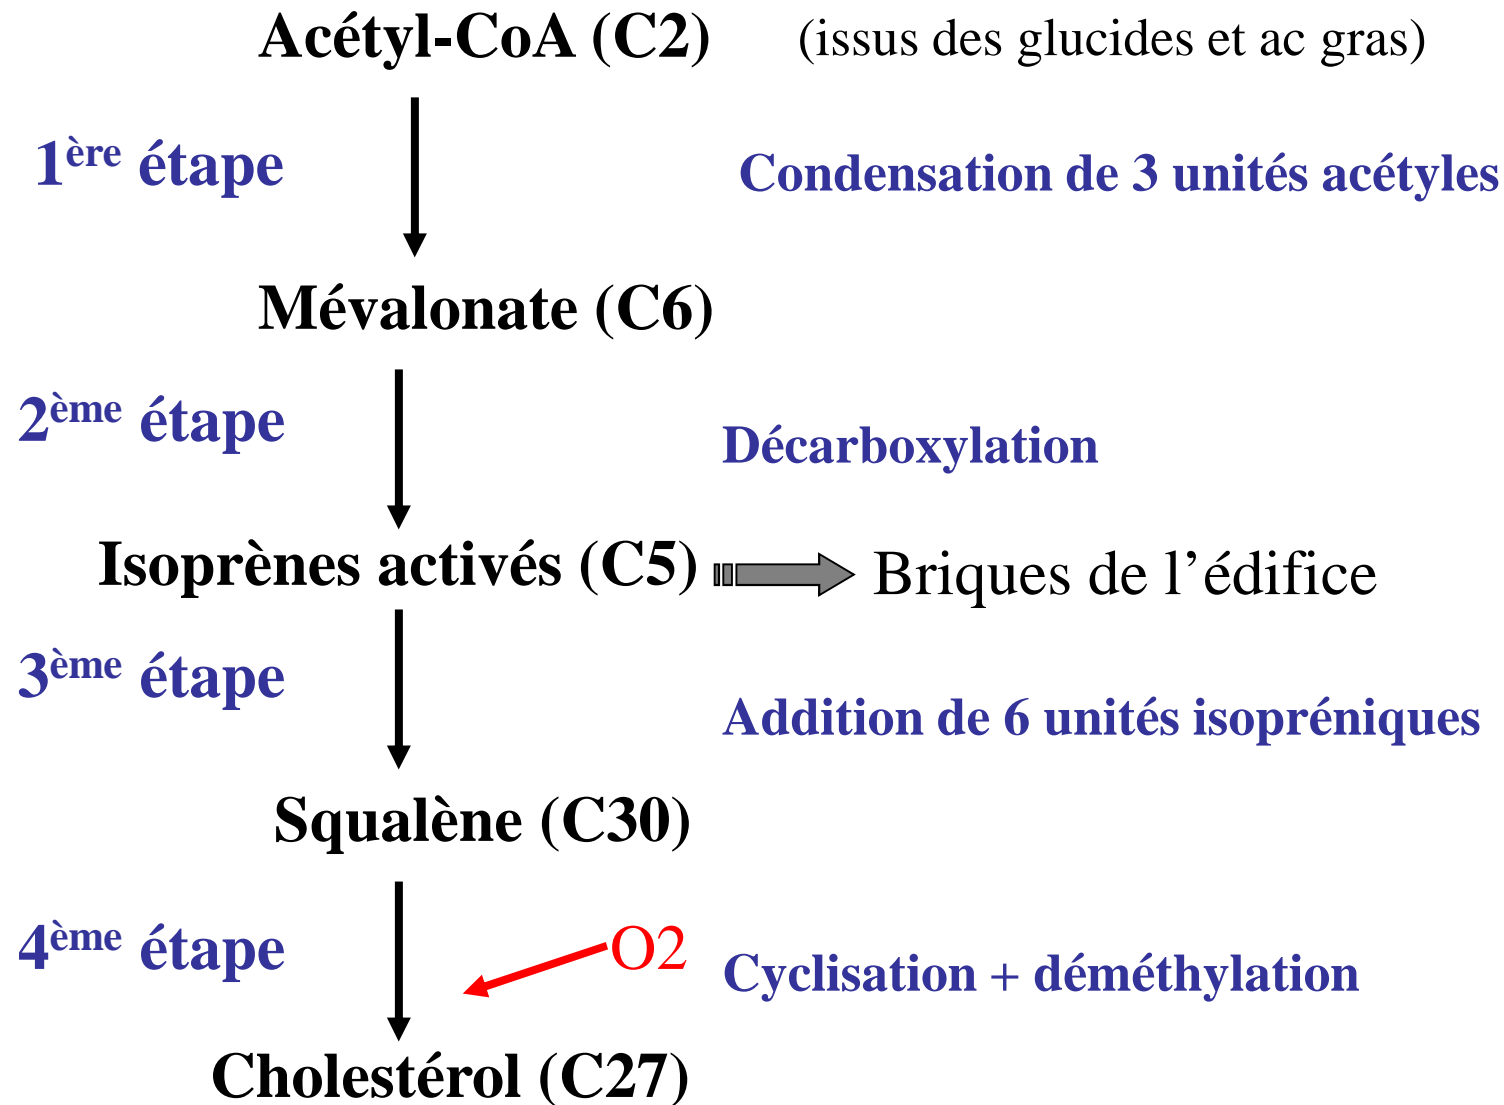 Acétyl-CoA (C2) (issus des glucides et ac gras)
1ère étape
Condensation de 3 unités acétyles
Mévalonate (C6)
2ème étape
Décarboxylation
Isoprènes activés (C5) Briques de l’édifice
3ème étape
Addition de 6 unités isopréniques
Squalène (C30)
4ème étape
O2
Cyclisation + déméthylation
Cholestérol (C27)